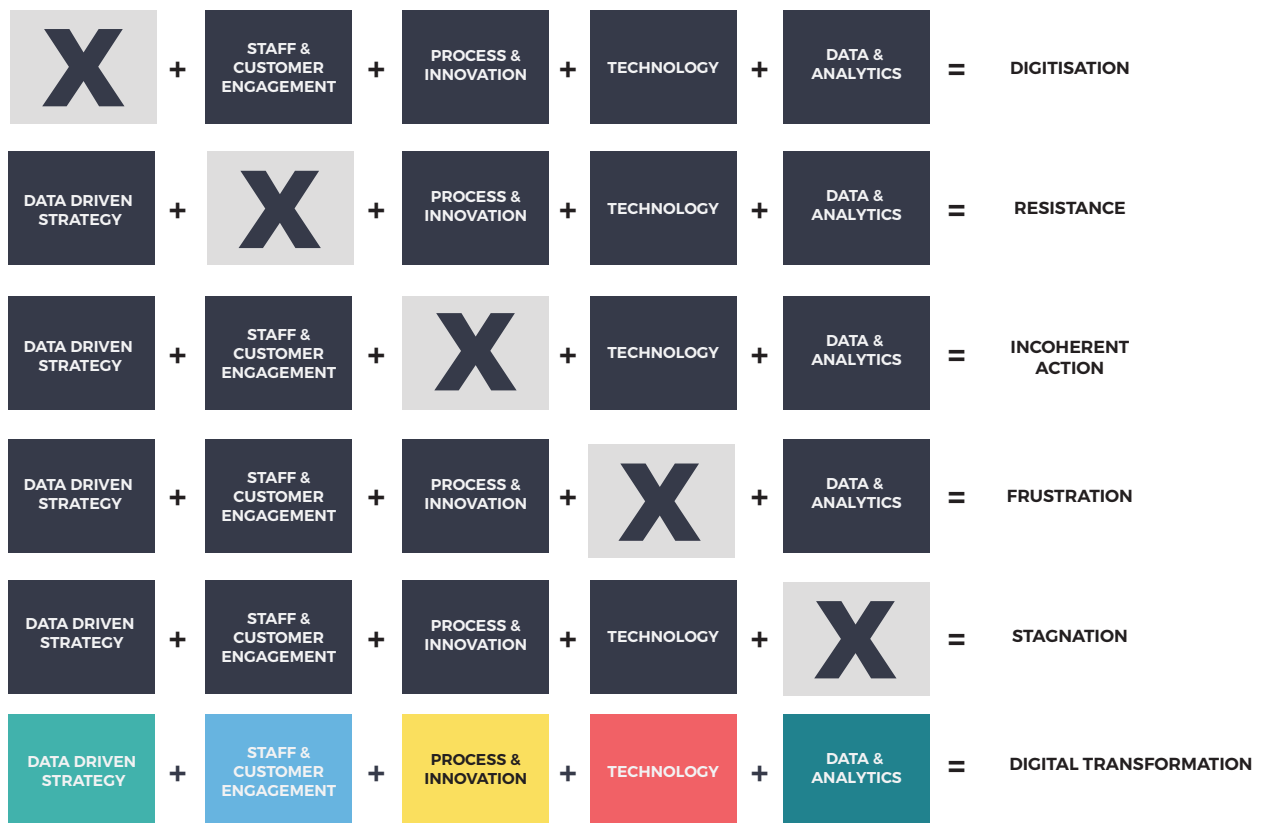 X + STAFF & CUSTOMER ENGAGEMENT + PROCESS & INNOVATION + TECHNOLOGY + DATA & ANALYTICS = DIGITISATION
DATA DRIVEN STRATEGY + X + PROCESS & INNOVATION + TECHNOLOGY + DATA & ANALYTICS = RESISTANCE
DATA DRIVEN STRATEGY + STAFF & CUSTOMER ENGAGEMENT + X + TECHNOLOGY + DATA & ANALYTICS = INCOHERENT ACTION
DATA DRIVEN STRATEGY + STAFF & CUSTOMER ENGAGEMENT + PROCESS & INNOVATION + X + DATA & ANALYTICS = FRUSTRATION
DATA DRIVEN STRATEGY + STAFF & CUSTOMER ENGAGEMENT + PROCESS & INNOVATION + TECHNOLOGY + X = STAGNATION
DATA DRIVEN STRATEGY + STAFF & CUSTOMER ENGAGEMENT + PROCESS & INNOVATION + TECHNOLOGY + DATA & ANALYTICS = DIGITAL TRANSFORMATION